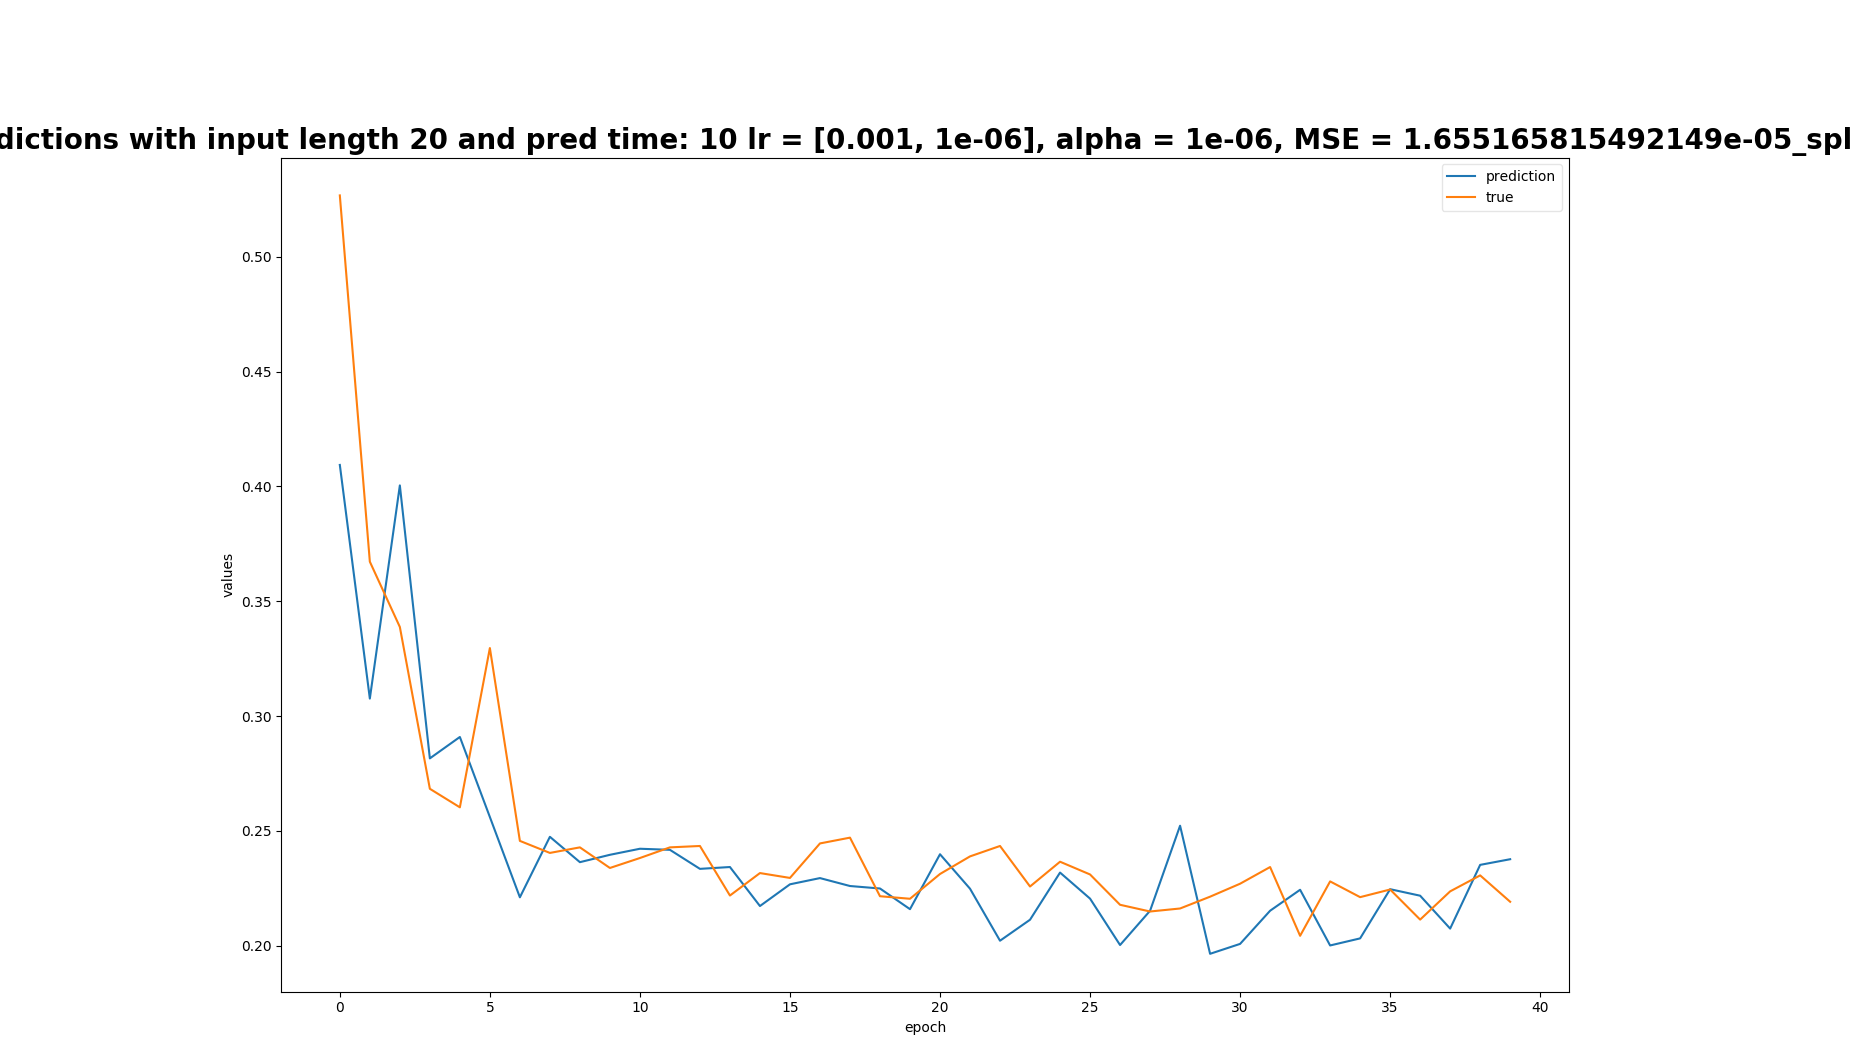 dictions with input length 20 and pred time: 10 lr = [0.001, 1e-06], alpha = 1e-06, MSE = 1.655165815492149e-05_spl
prediction
true
0.50
0.45
0.40
0.35
0.30
0.25
0.20
values
0 5 10 15 20 25 30 35 40
epoch